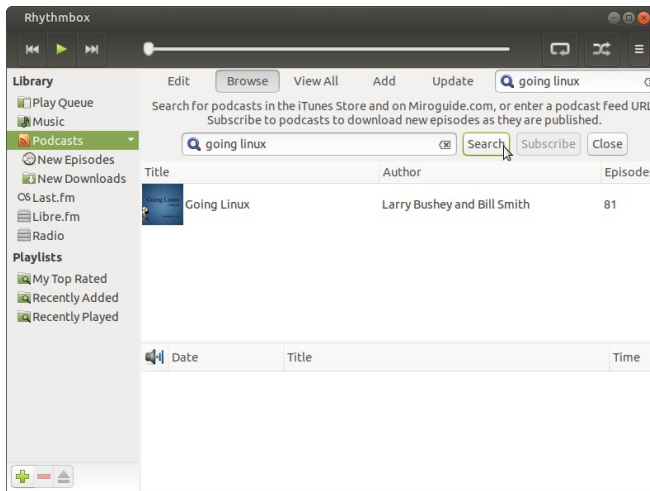 Rhythmbox
Library
Play Queue
Music
Podcasts
New Episodes
New Downloads
Last.fm
Libre.fm
Radio
Playlists
My Top Rated
Recently Added
Recently Played
Edit Browse View All Add Update going linux
Search for podcasts in the iTunes Store and on Miroguide.com, or enter a podcast feed URL
Subscribe to podcasts to download new episodes as they are published.
going linux Search Subscribe Close
Title Author Episode
Going Linux Going Linux Larry Bushey and Bill Smith 81
Date Title Time